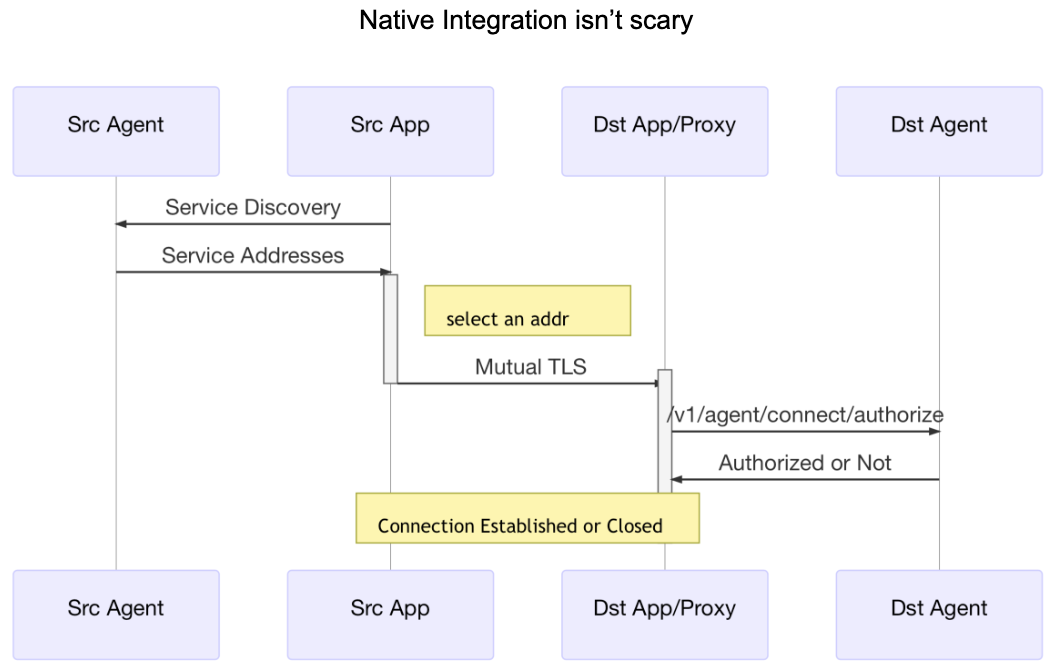 Native Integration isn’t scary
Src Agent
Src App
Dst App/Proxy
Dst Agent
Service Discovery
Service Addresses
select an addr
Mutual TLS
/v1/agent/connect/authorize
Authorized or Not
Connection Established or Closed
Src Agent
Src App
Dst App/Proxy
Dst Agent